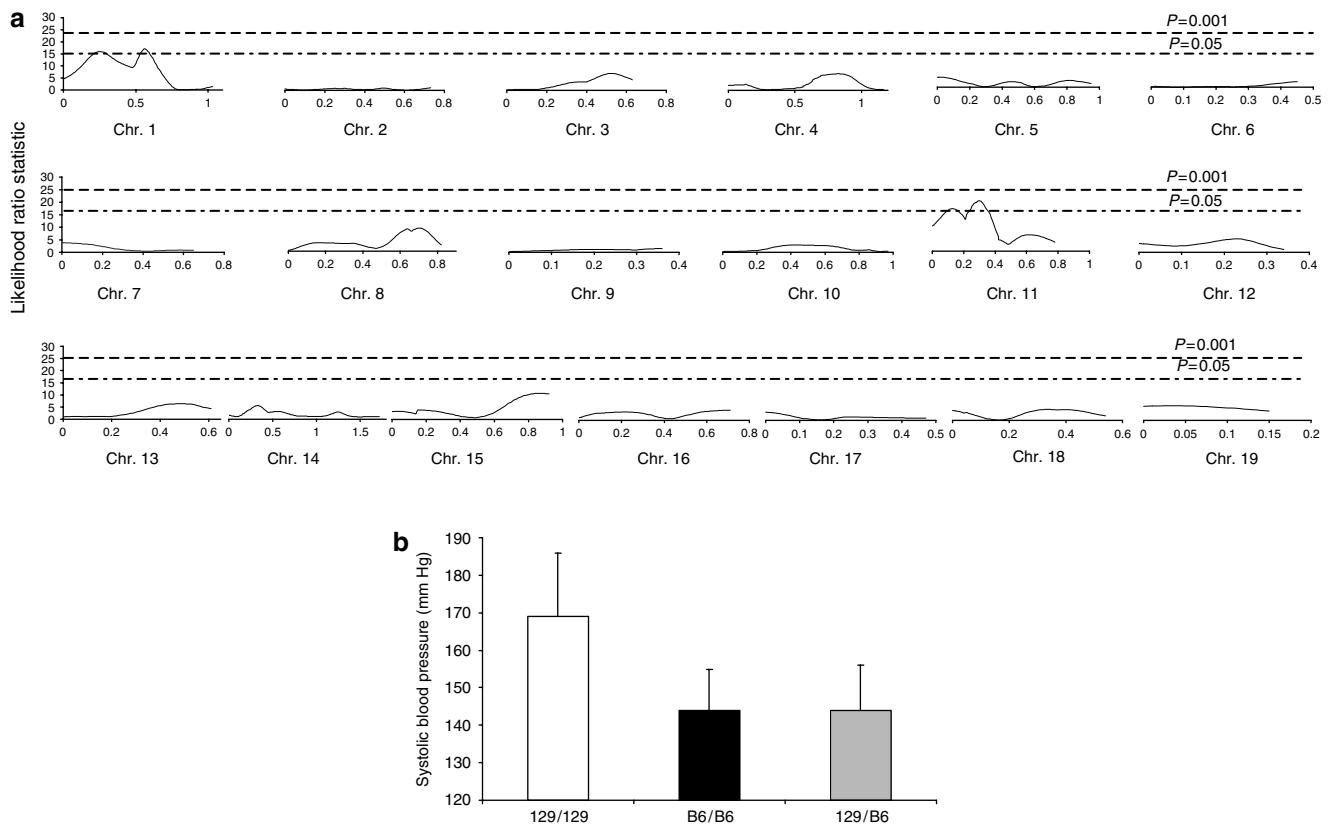 a
Likelihood ratio statistic
30
25
20
15
10
5
0
P=0.001
P=0.05
0 0.5 1
0 0.2 0.4 0.6 0.8
0 0.2 0.4 0.6 0.8
0 0.5 1
0 0.2 0.4 0.6 0.8 1
0 0.1 0.2 0.3 0.4 0.5
Chr. 1 Chr. 2 Chr. 3 Chr. 4 Chr. 5 Chr. 6
30
25
20
15
10
5
0
P=0.001
P=0.05
0 0.2 0.4 0.6 0.8
0 0.2 0.4 0.6 0.8
0 0.1 0.2 0.3 0.4
0 0.2 0.4 0.6 0.8 1
0 0.2 0.4 0.6 0.8 1
0 0.1 0.2 0.3 0.4
Chr. 7 Chr. 8 Chr. 9 Chr. 10 Chr. 11 Chr. 12
30
25
20
15
10
5
0
P=0.001
P=0.05
0 0.2 0.4 0.6
0 0.5 1 1.5
0 0.2 0.4 0.6 0.8 1
0 0.2 0.4 0.6 0.8
0 0.1 0.2 0.3 0.4 0.5
0 0.2 0.4 0.6
0 0.05 0.1 0.15 0.2
Chr. 13 Chr. 14 Chr. 15 Chr. 16 Chr. 17 Chr. 18 Chr. 19
b
Systolic blood pressure (mm Hg)
190
180
170
160
150
140
130
120
129/129 B6/B6 129/B6